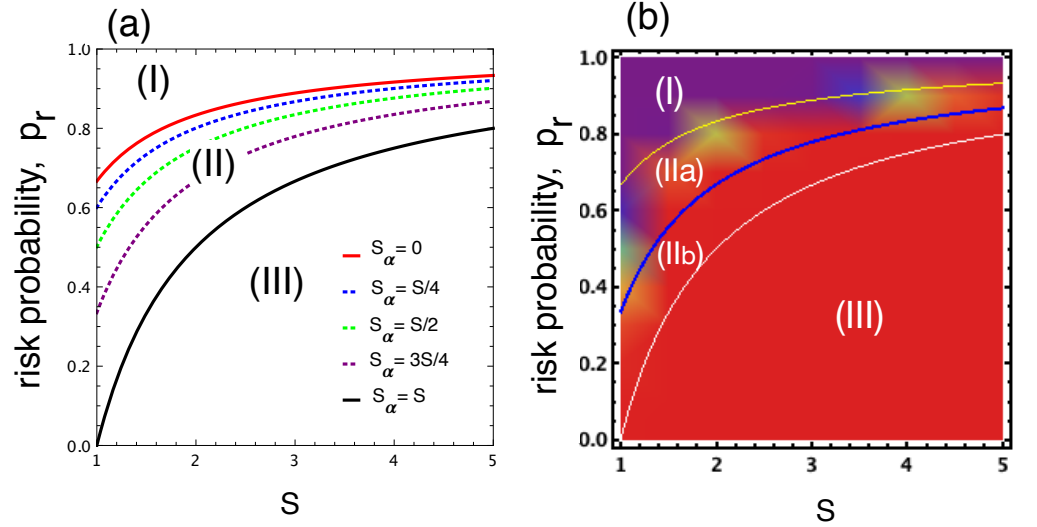 (a)
risk probability, p_r
1.0
0.8
0.6
0.4
0.2
0.0
(I)
(II)
(III)
S_α= 0
S_α= S/4
S_α= S/2
S_α= 3S/4
S_α= S
1 2 3 4 5
S
(b)
risk probability, p_r
1.0
0.8
0.6
0.4
0.2
0.0
(I)
(IIa)
(IIb)
(III)
1 2 3 4 5
S